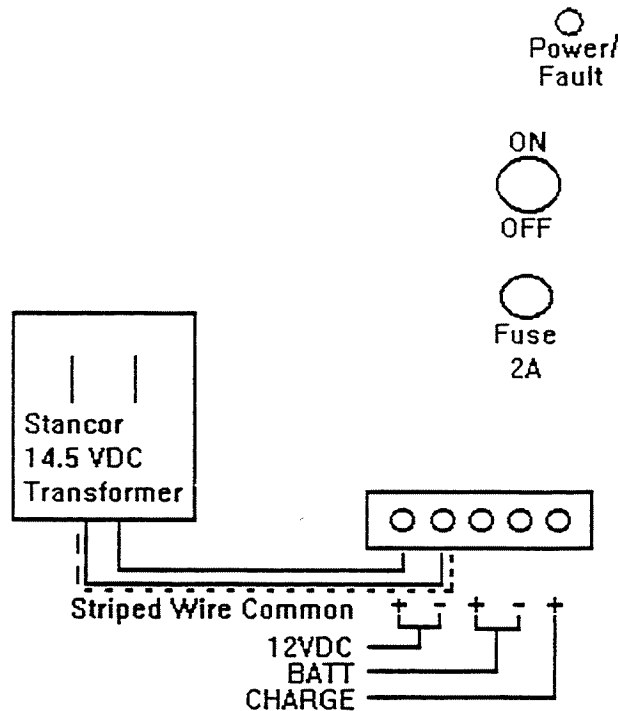 Power/
Fault
ON
OFF
Fuse
2A
Stancor
14.5 VDC
Transformer
Striped Wire Common
+ - + - +
12VDC
BATT
CHARGE